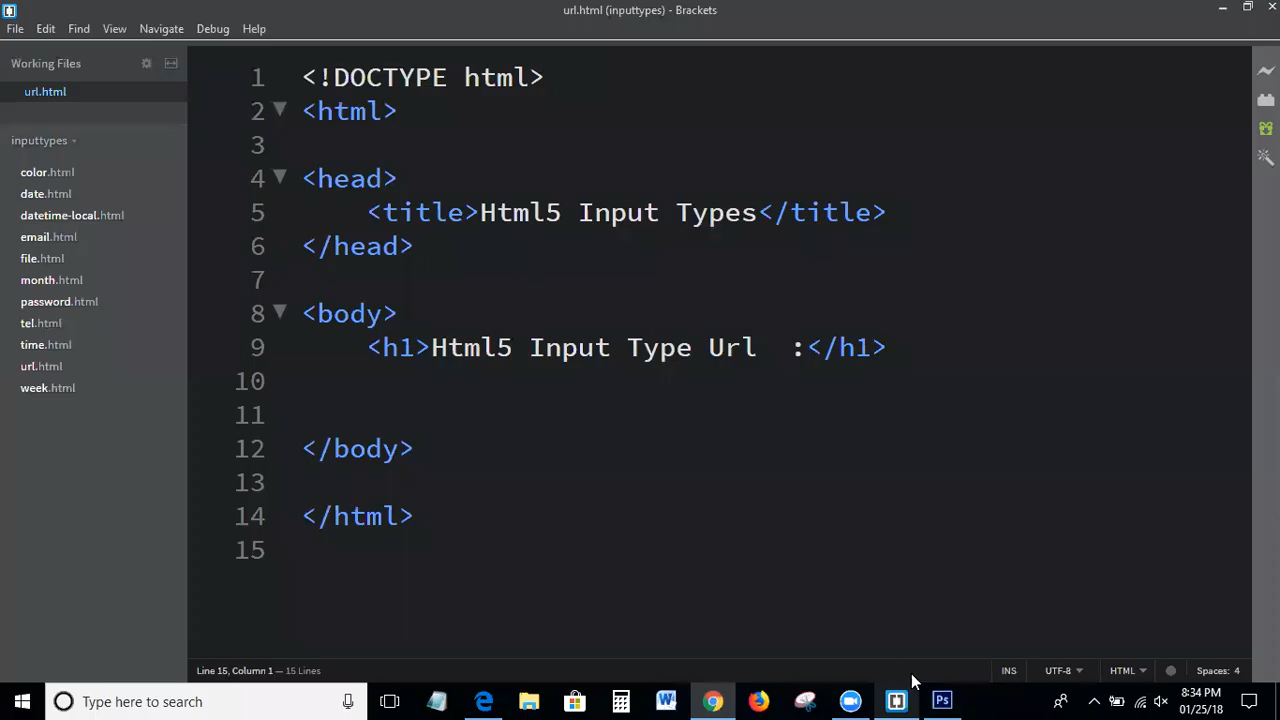 url.html (inputtypes) - Brackets
File Edit Find View Navigate Debug Help
Working Files
url.html
inputtypes
color.html
date.html
datetime-local.html
email.html
file.html
month.html
password.html
tel.html
time.html
url.html
week.html
1 <!DOCTYPE html>
2 <html>
3
4 <head>
5 <title>Html5 Input Types</title>
6 </head>
7
8 <body>
9 <h1>Html5 Input Type Url  :</h1>
10
11
12 </body>
13
14 </html>
15
Line 15, Column 1 — 15 Lines
INS UTF-8 HTML Spaces: 4
Type here to search
W
Ps
8:34 PM
01/25/18